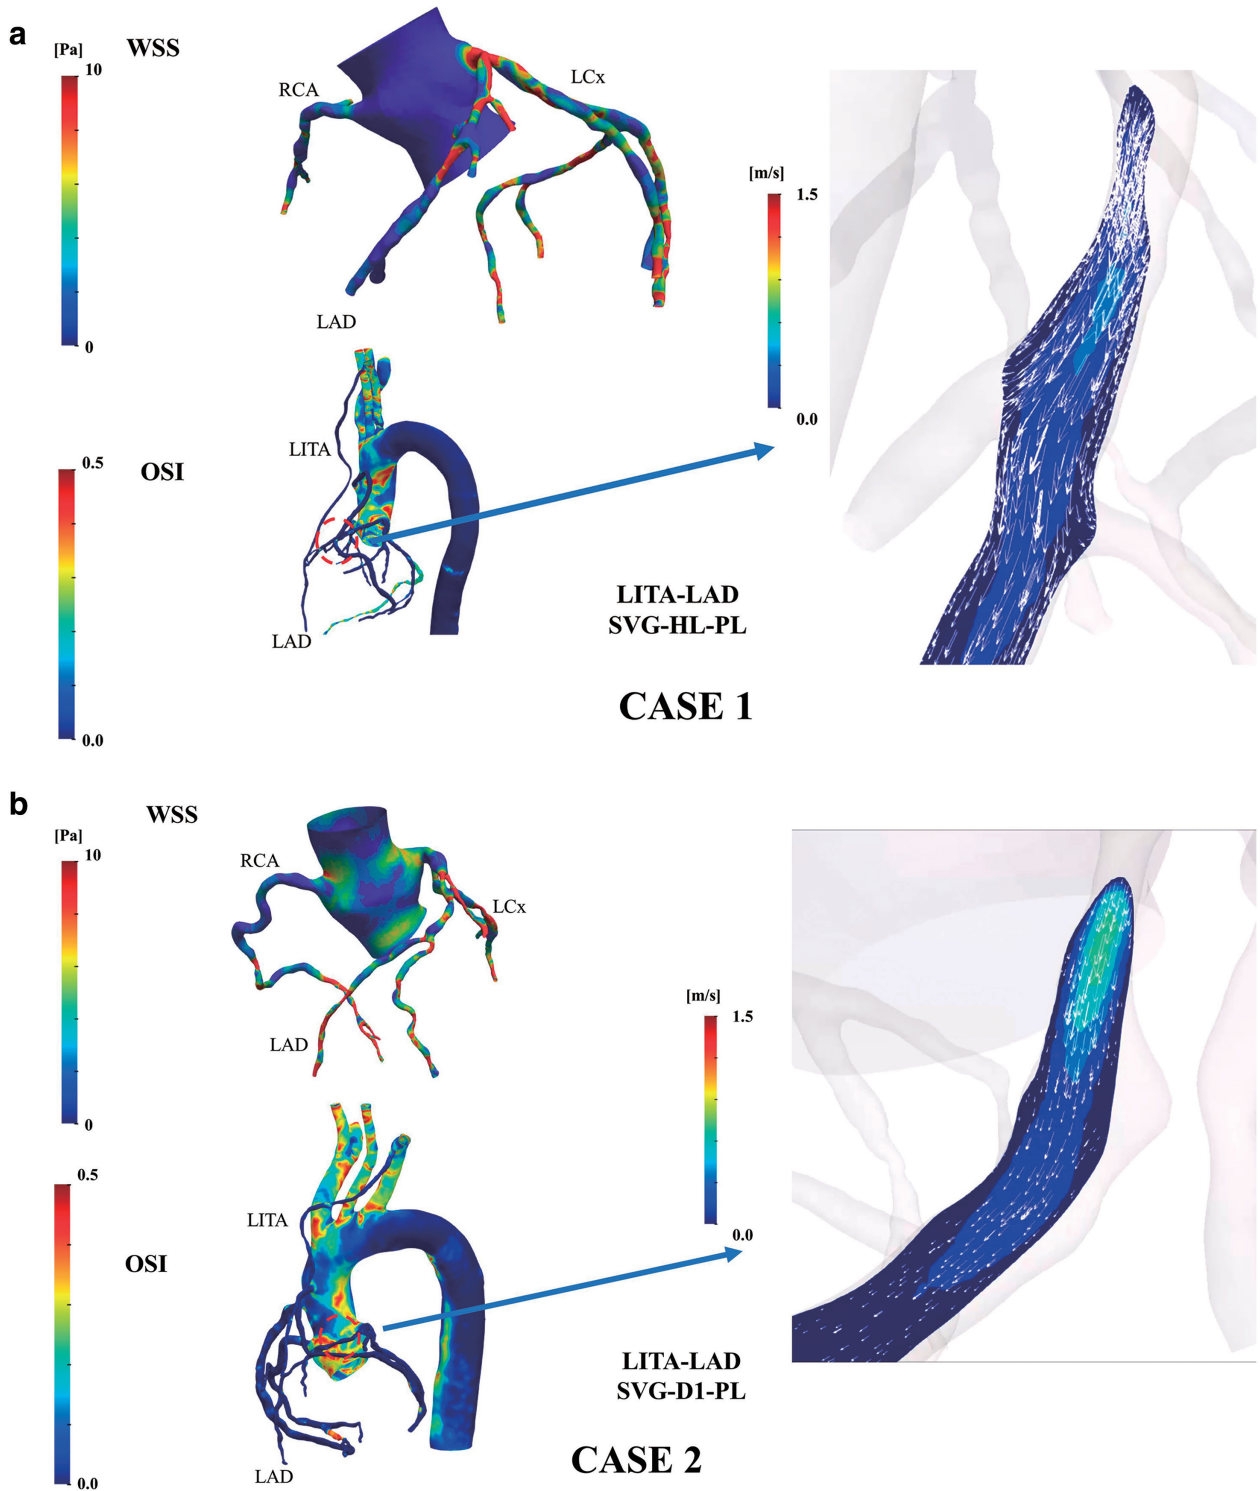 a
WSS
[Pa]
10
0
RCA
LCx
LAD
[m/s]
1.5
0.0
OSI
0.5
0.0
LITA
LAD
LITA-LAD
SVG-HL-PL
CASE 1
b
WSS
[Pa]
10
0
RCA
LCx
LAD
[m/s]
1.5
0.0
OSI
0.5
0.0
LITA
LAD
LITA-LAD
SVG-D1-PL
CASE 2